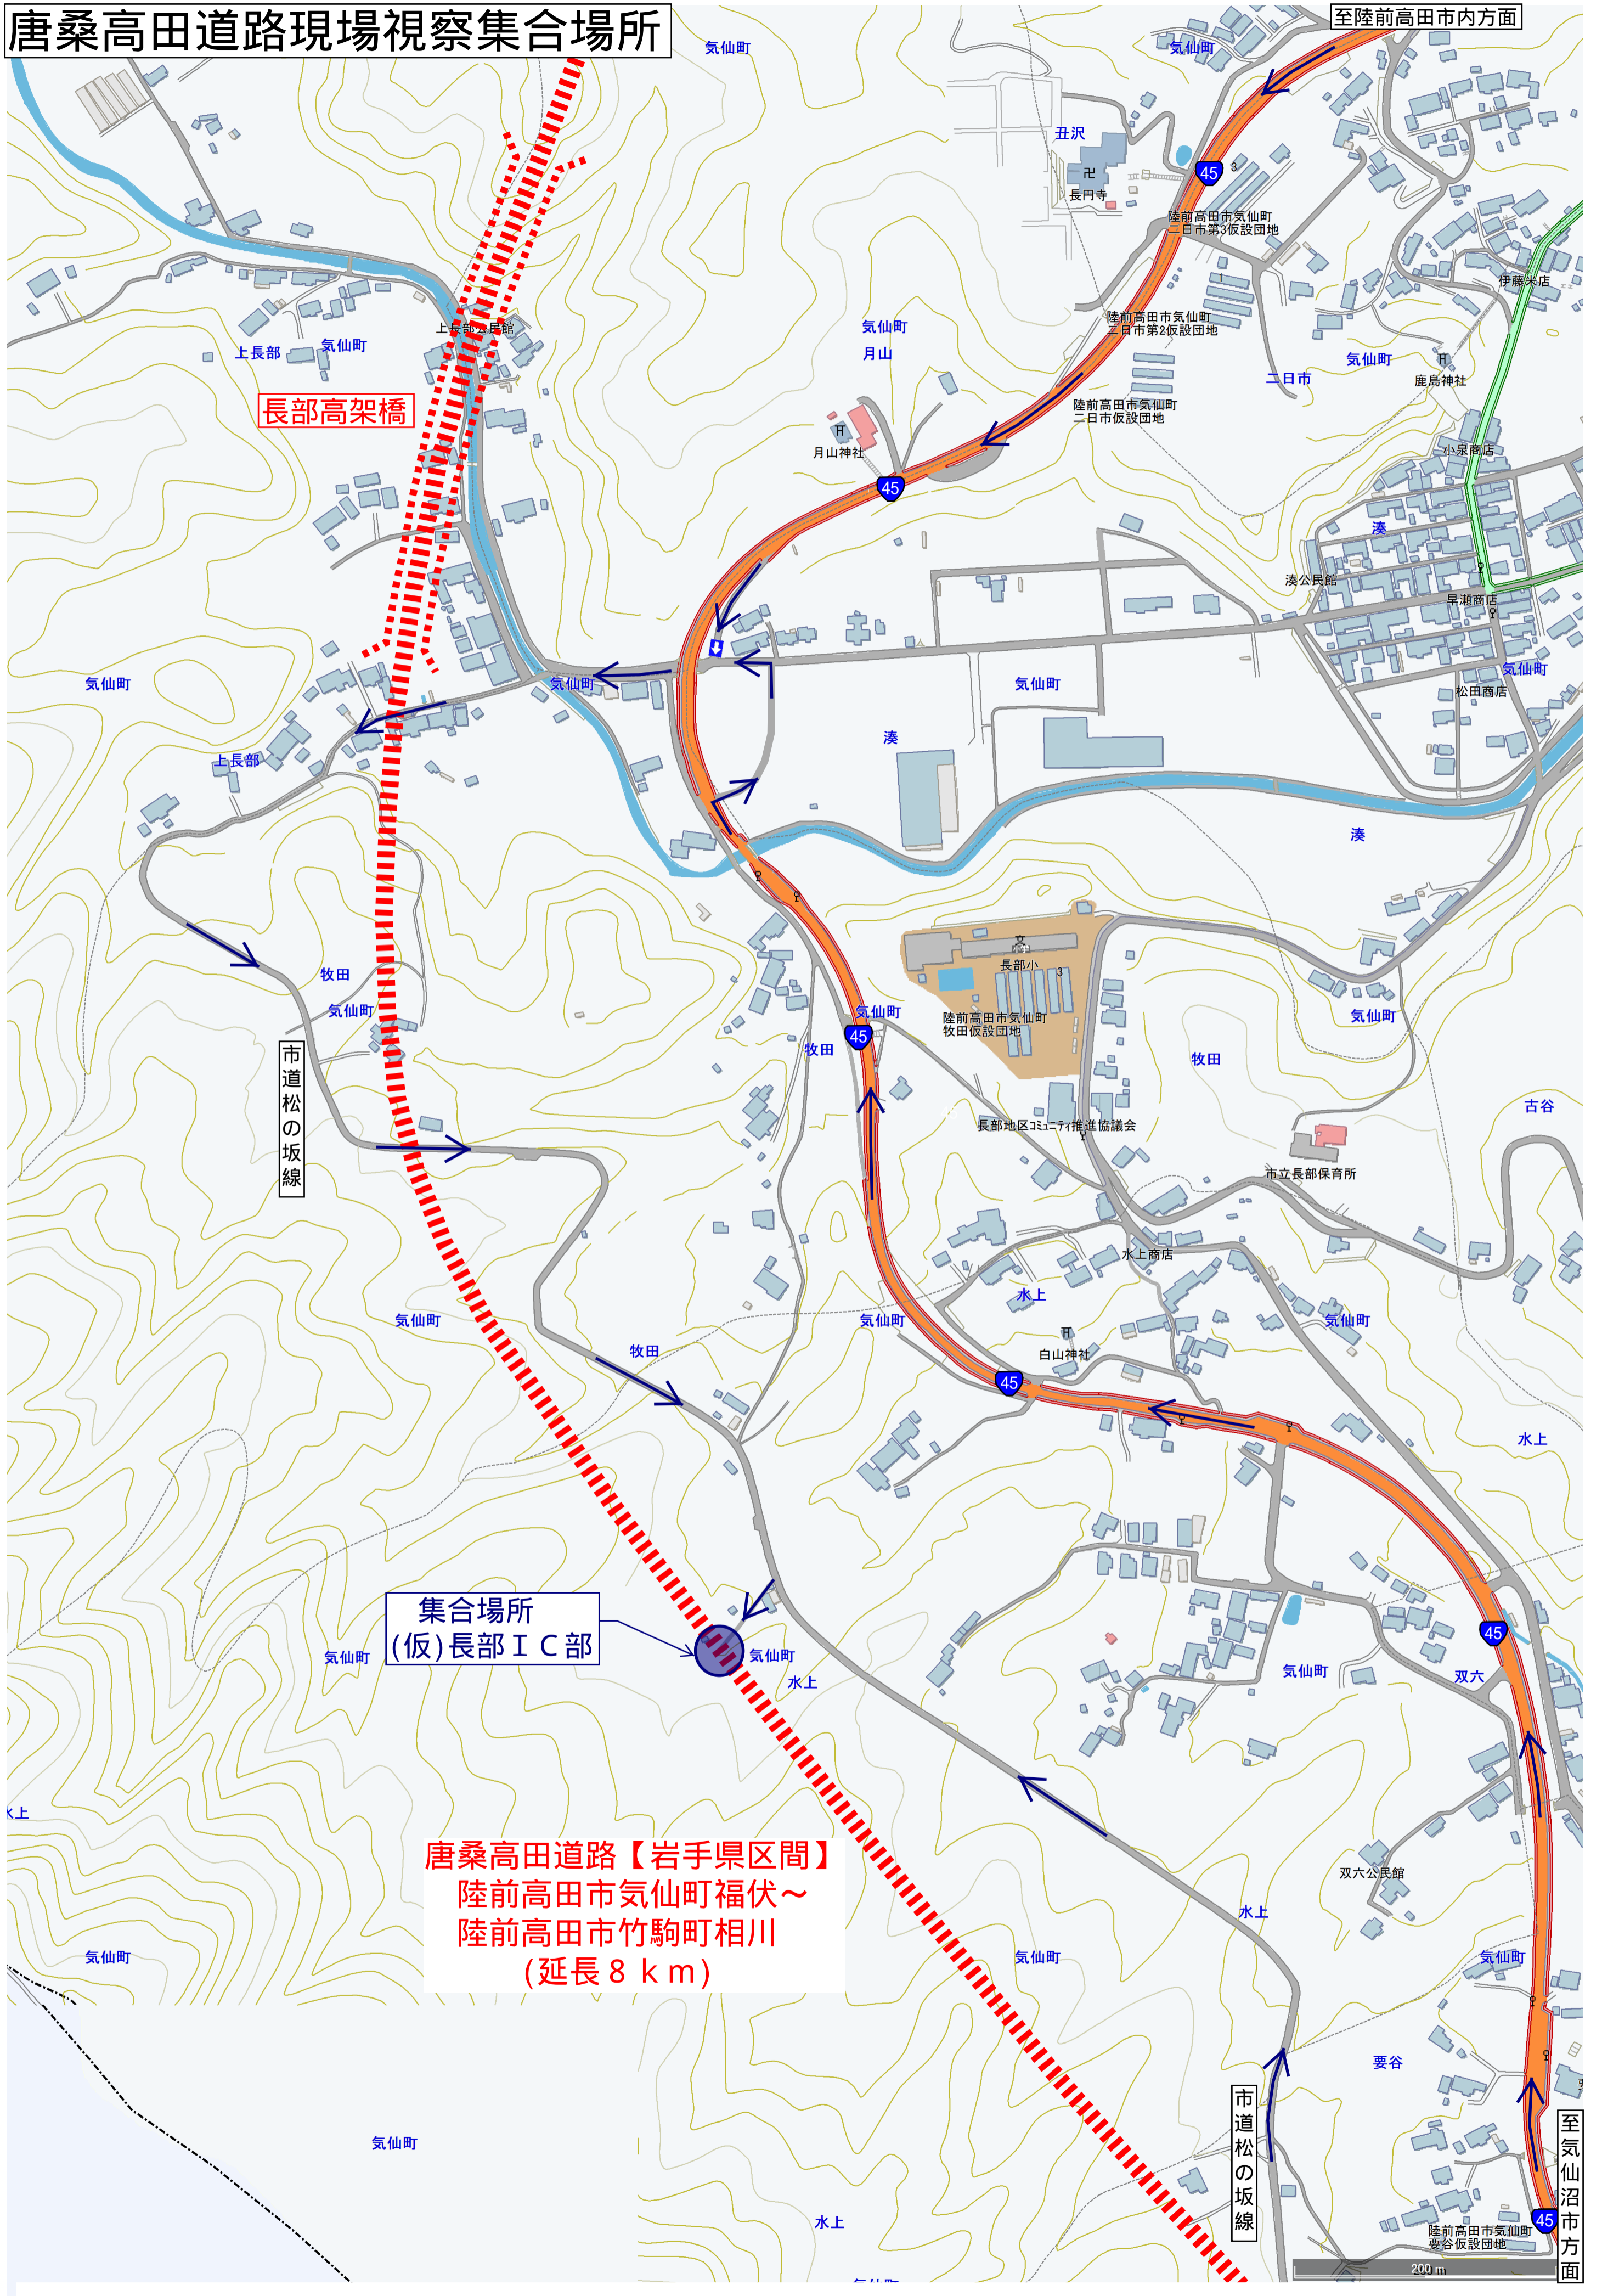 唐桑高田道路現場視察集合場所
至陸前高田市内方面
気仙町
気仙町
丑沢
45
3
長円寺
陸前高田市気仙町
二日市第3仮設団地
1
伊藤米店
上長部公民館
陸前高田市気仙町
二日市第2仮設団地
気仙町
月山
上長部
気仙町
気仙町
二日市
鹿島神社
長部高架橋
陸前高田市気仙町
二日市仮設団地
月山神社
小泉商店
45
湊
湊公民館
早瀬商店
気仙町
気仙町
気仙町
気仙町
松田商店
上長部
湊
湊
長部小
3
牧田
気仙町
気仙町
陸前高田市気仙町
牧田仮設団地
気仙町
45
牧田
牧田
市道松の坂線
古谷
長部地区コミュニティ推進協議会
市立長部保育所
水上商店
水上
気仙町
気仙町
気仙町
白山神社
牧田
45
水上
集合場所
(仮)長部ＩＣ部
45
気仙町
気仙町
水上
気仙町
双六
水上
唐桑高田道路【岩手県区間】
陸前高田市気仙町福伏～
陸前高田市竹駒町相川
(延長８ｋｍ)
双六公民館
水上
気仙町
気仙町
気仙町
要谷
市道松の坂線
至気仙沼市方面
気仙町
水上
45
陸前高田市気仙町
要谷仮設団地
200 m
気仙町